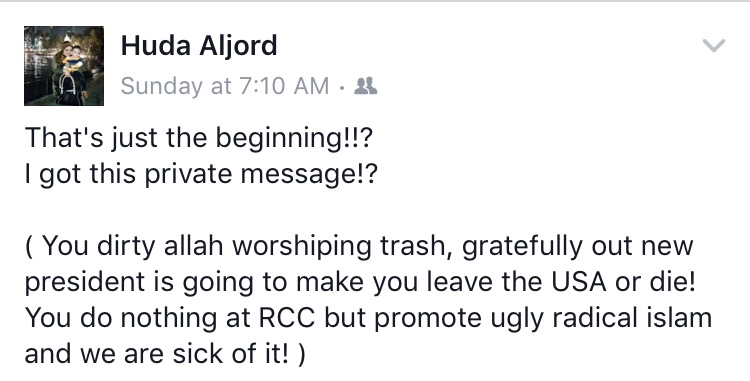 Huda Aljord
Sunday at 7:10 AM ·
That's just the beginning!!?
I got this private message!?
( You dirty allah worshiping trash, gratefully out new
president is going to make you leave the USA or die!
You do nothing at RCC but promote ugly radical islam
and we are sick of it! )